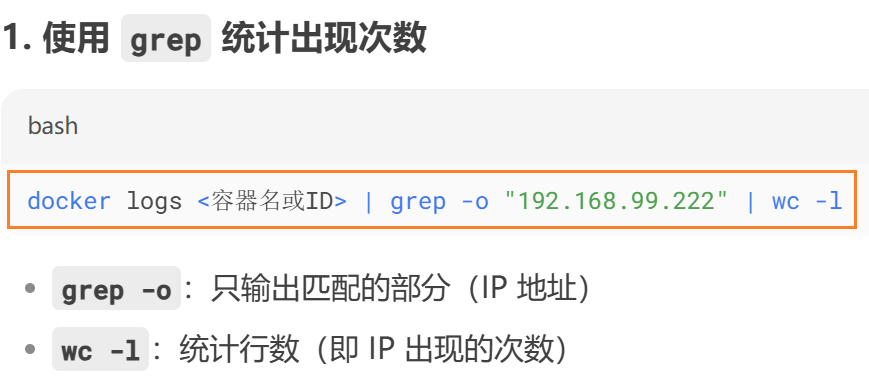 1. 使用 grep 统计出现次数
bash
docker logs <容器名或ID> | grep -o "192.168.99.222" | wc -l
grep -o：只输出匹配的部分（IP 地址）
wc -l：统计行数（即 IP 出现的次数）